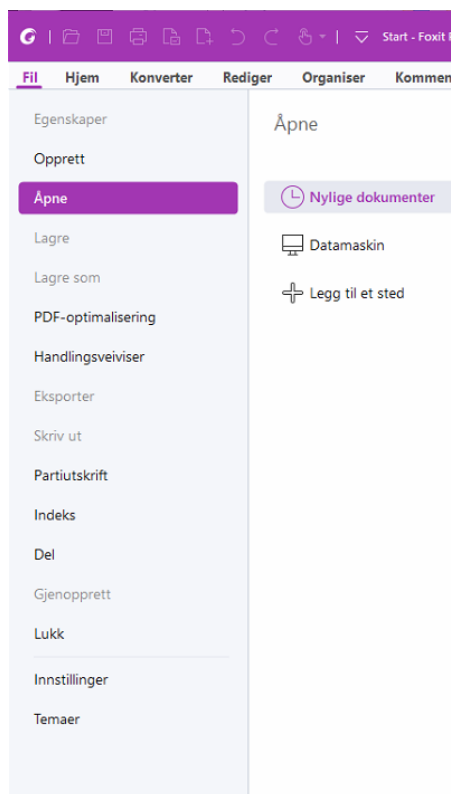 Start - Foxit
Fil Hjem Konverter Rediger Organiser Kommen
Egenskaper
Åpne
Opprett
Åpne
Nylige dokumenter
Lagre
Datamaskin
Lagre som
Legg til et sted
PDF-optimalisering
Handlingsveiviser
Eksporter
Skriv ut
Partiutskrift
Indeks
Del
Gjenopprett
Lukk
Innstillinger
Temaer